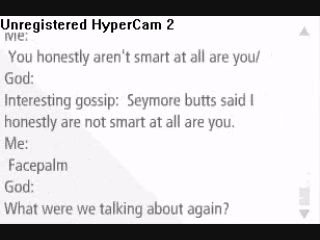 Unregistered HyperCam 2
Me:
You honestly aren't smart at all are you/
God:
Interesting gossip: Seymore butts said I
honestly are not smart at all are you.
Me:
Facepalm
God:
What were we talking about again?